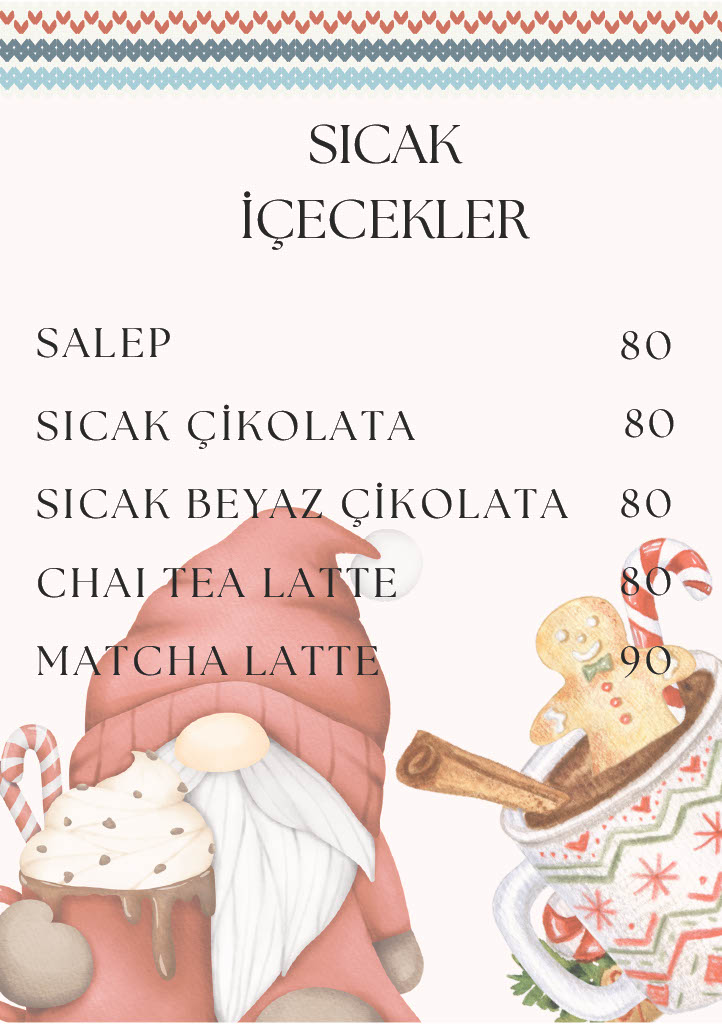 SICAK
İÇECEKLER
SALEP 80
SICAK ÇİKOLATA 80
SICAK BEYAZ ÇİKOLATA 80
CHAI TEA LATTE 80
MATCHA LATTE 90